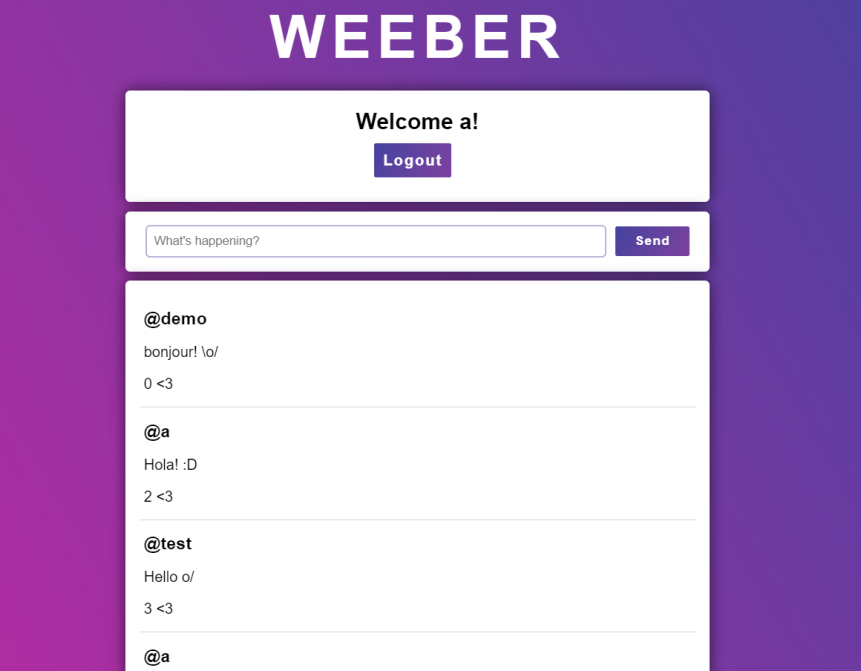 WEEBER
Welcome a!
Logout
What's happening?
Send
@demo
bonjour! \o/
0 <3
@a
Hola! :D
2 <3
@test
Hello o/
3 <3
@a